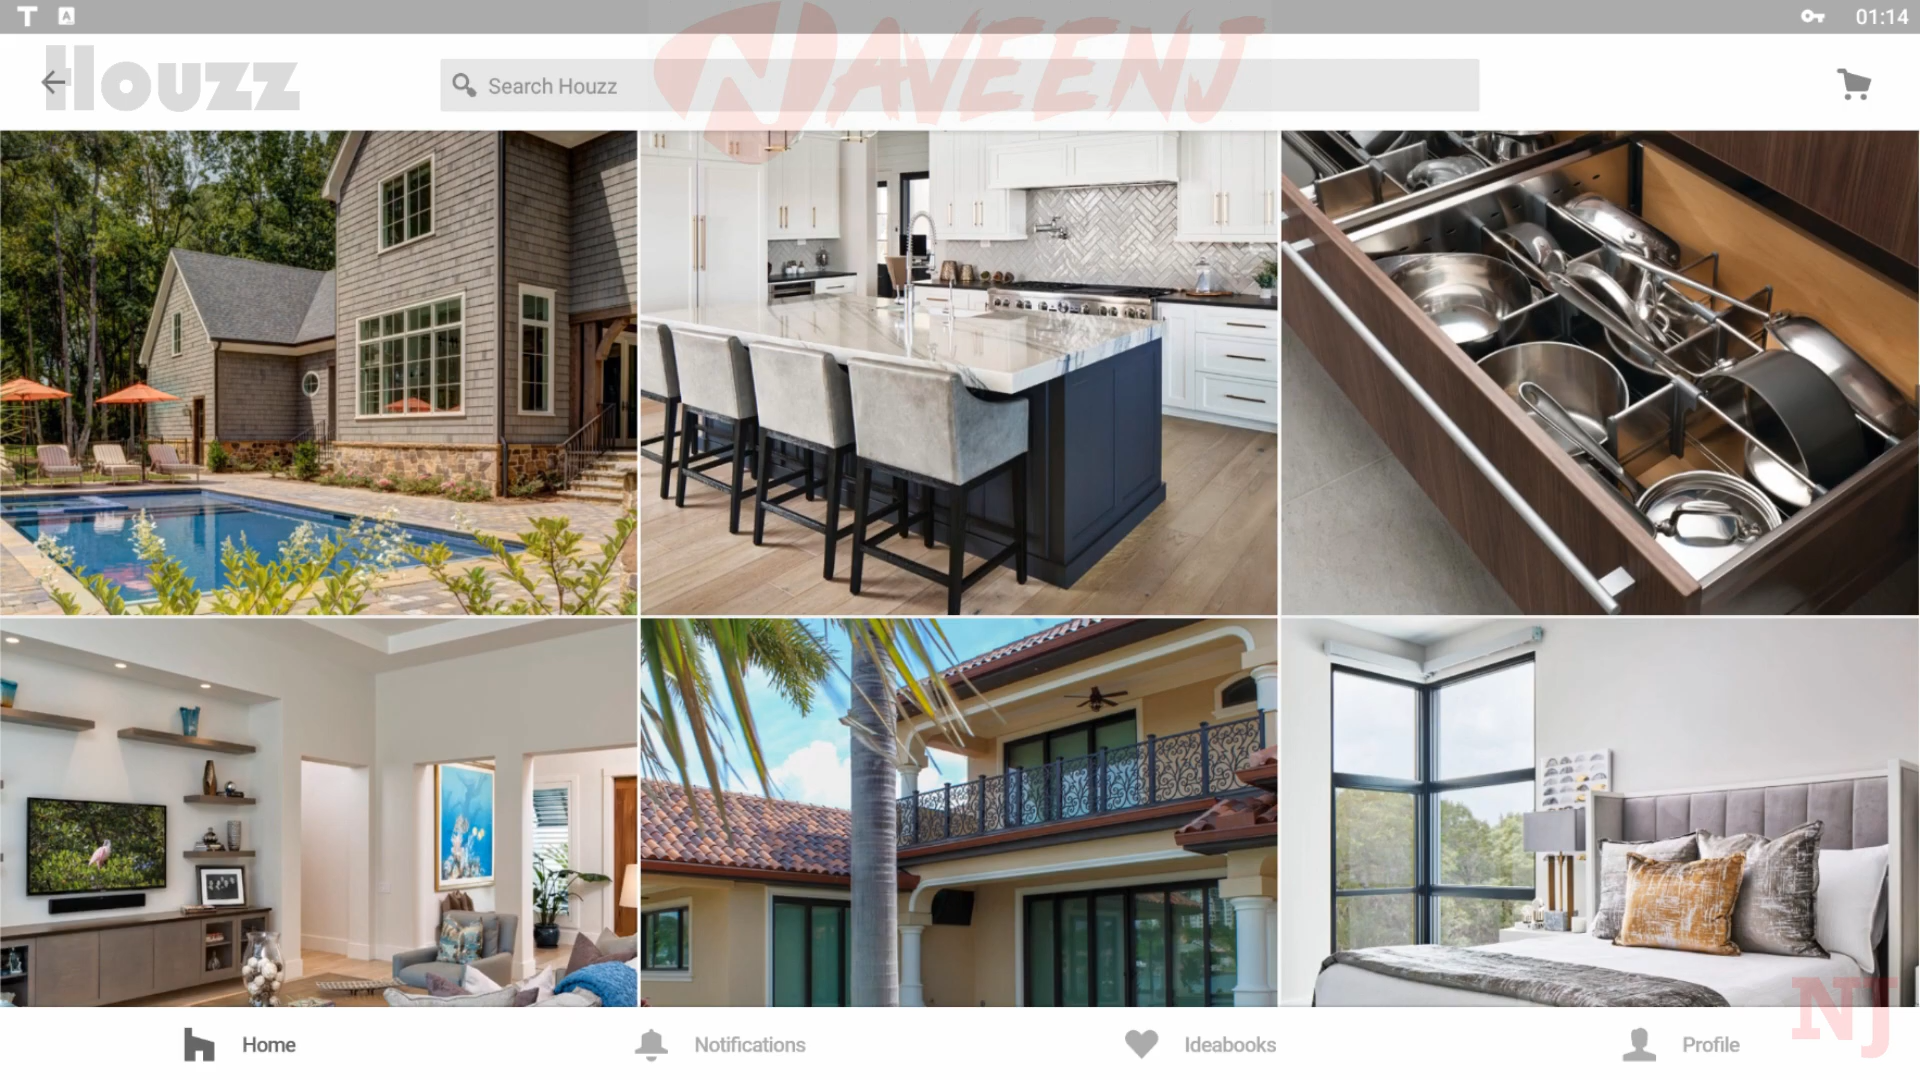 T A 01:14
NAVEENJ
Houzz
Search Houzz
Home
Notifications
Ideabooks
Profile
NJ